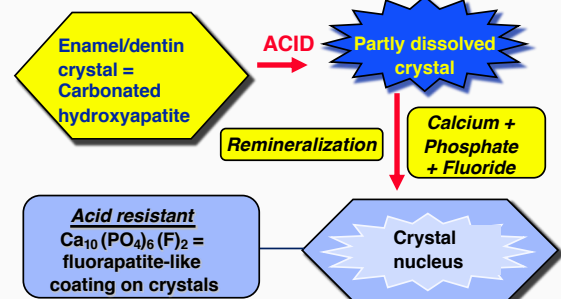 Enamel/dentin
crystal =
Carbonated
hydroxyapatite
ACID
Partly dissolved
crystal
Remineralization
Calcium +
Phosphate
+ Fluoride
Acid resistant
Ca₁₀(PO₄)₆(F)₂ =
fluorapatite-like
coating on crystals
Crystal
nucleus